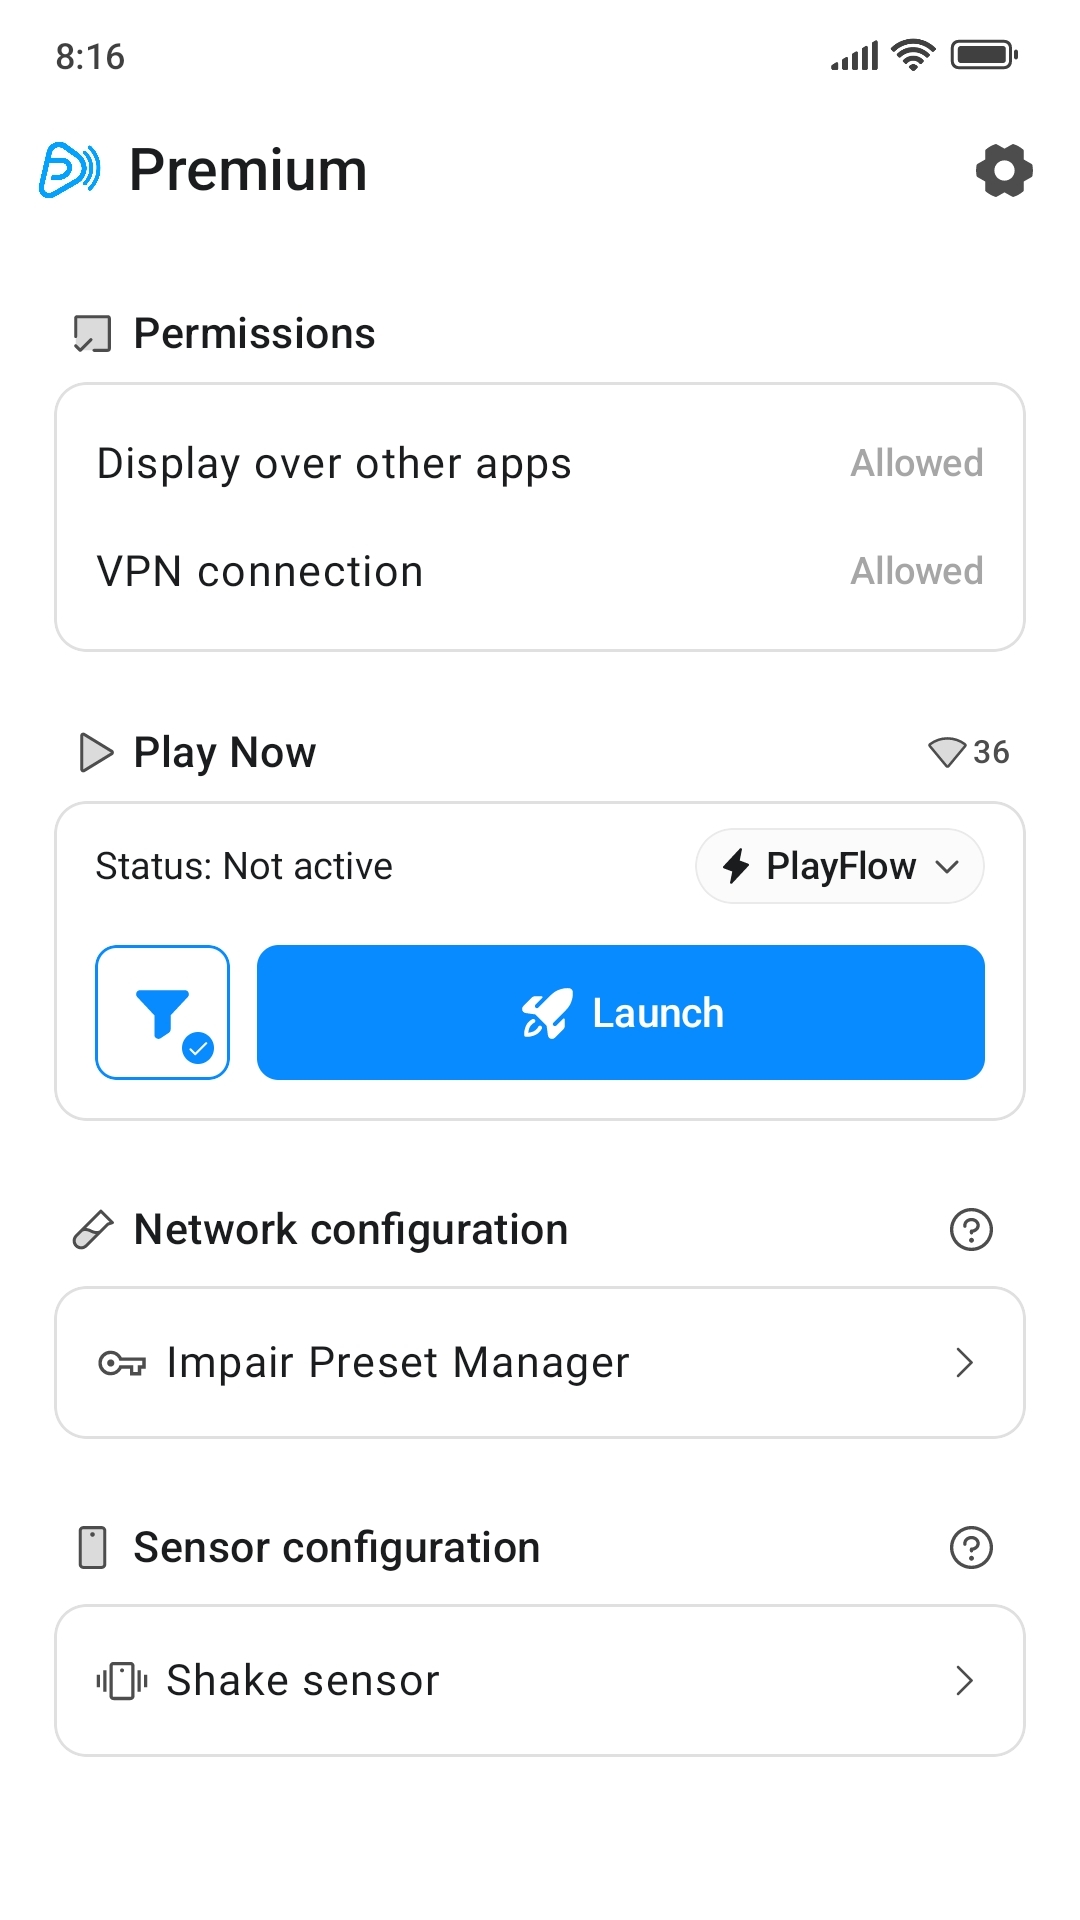 8:16
Premium
Permissions
Display over other apps Allowed
VPN connection Allowed
Play Now 36
Status: Not active PlayFlow
Launch
Network configuration
Impair Preset Manager
Sensor configuration
Shake sensor